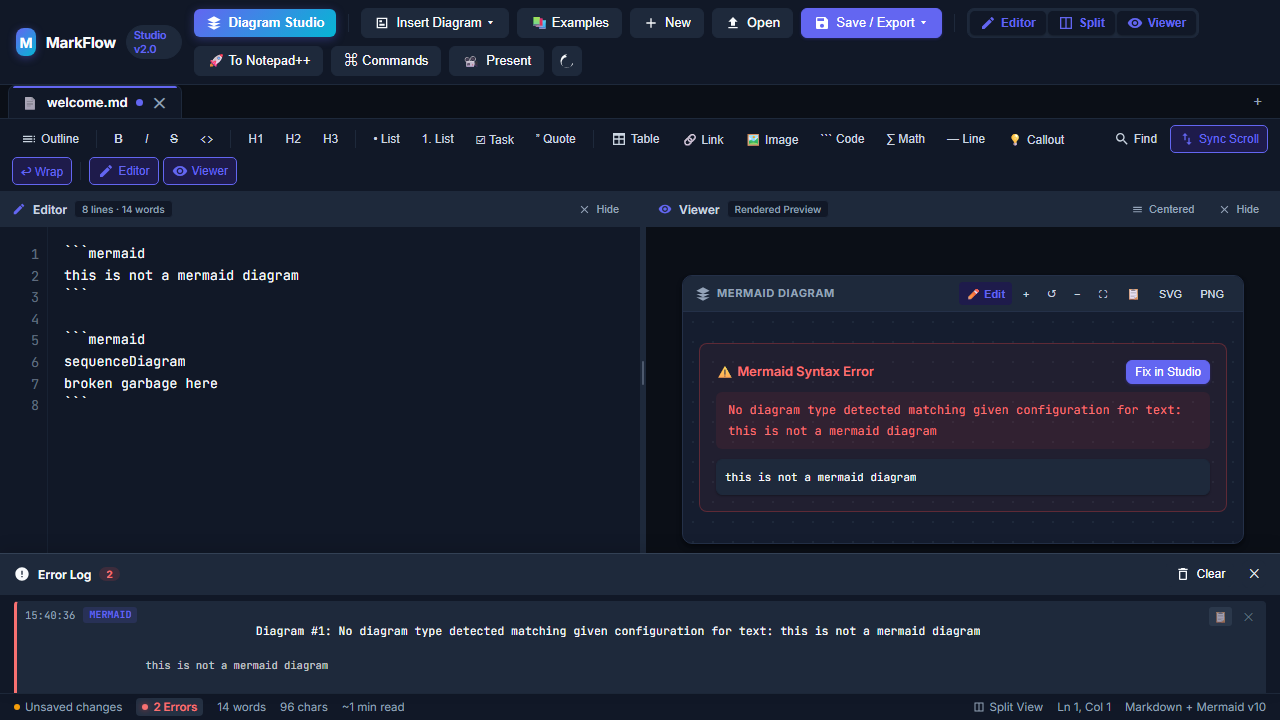 M MarkFlow Studio v2.0
Diagram Studio Insert Diagram Examples + New Open Save / Export Editor Split Viewer
To Notepad++ ⌘ Commands Present
welcome.md ✕ +
Outline B I S <> H1 H2 H3 • List 1. List ☑ Task " Quote Table Link Image ``` Code ∑ Math — Line Callout Find Sync Scroll
↩ Wrap Editor Viewer
Editor 8 lines · 14 words ✕ Hide
1 ```mermaid
2 this is not a mermaid diagram
3 ```
4
5 ```mermaid
6 sequenceDiagram
7 broken garbage here
8 ```
Viewer Rendered Preview Centered ✕ Hide
MERMAID DIAGRAM Edit + ↺ − ⛶ SVG PNG
Mermaid Syntax Error Fix in Studio
No diagram type detected matching given configuration for text:
this is not a mermaid diagram
this is not a mermaid diagram
Error Log 2 Clear ✕
15:40:36 MERMAID ✕
Diagram #1: No diagram type detected matching given configuration for text: this is not a mermaid diagram
this is not a mermaid diagram
Unsaved changes 2 Errors 14 words 96 chars ~1 min read Split View Ln 1, Col 1 Markdown + Mermaid v10